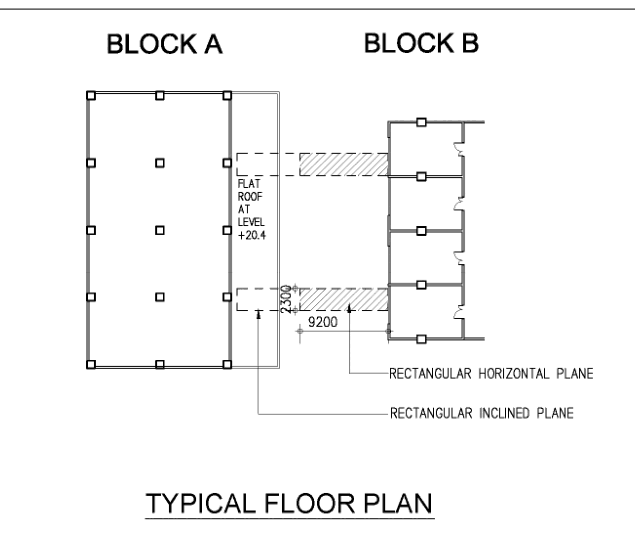 BLOCK A
BLOCK B
FLAT
ROOF
AT
LEVEL
+20.4
2300
9200
RECTANGULAR HORIZONTAL PLANE
RECTANGULAR INCLINED PLANE
TYPICAL FLOOR PLAN